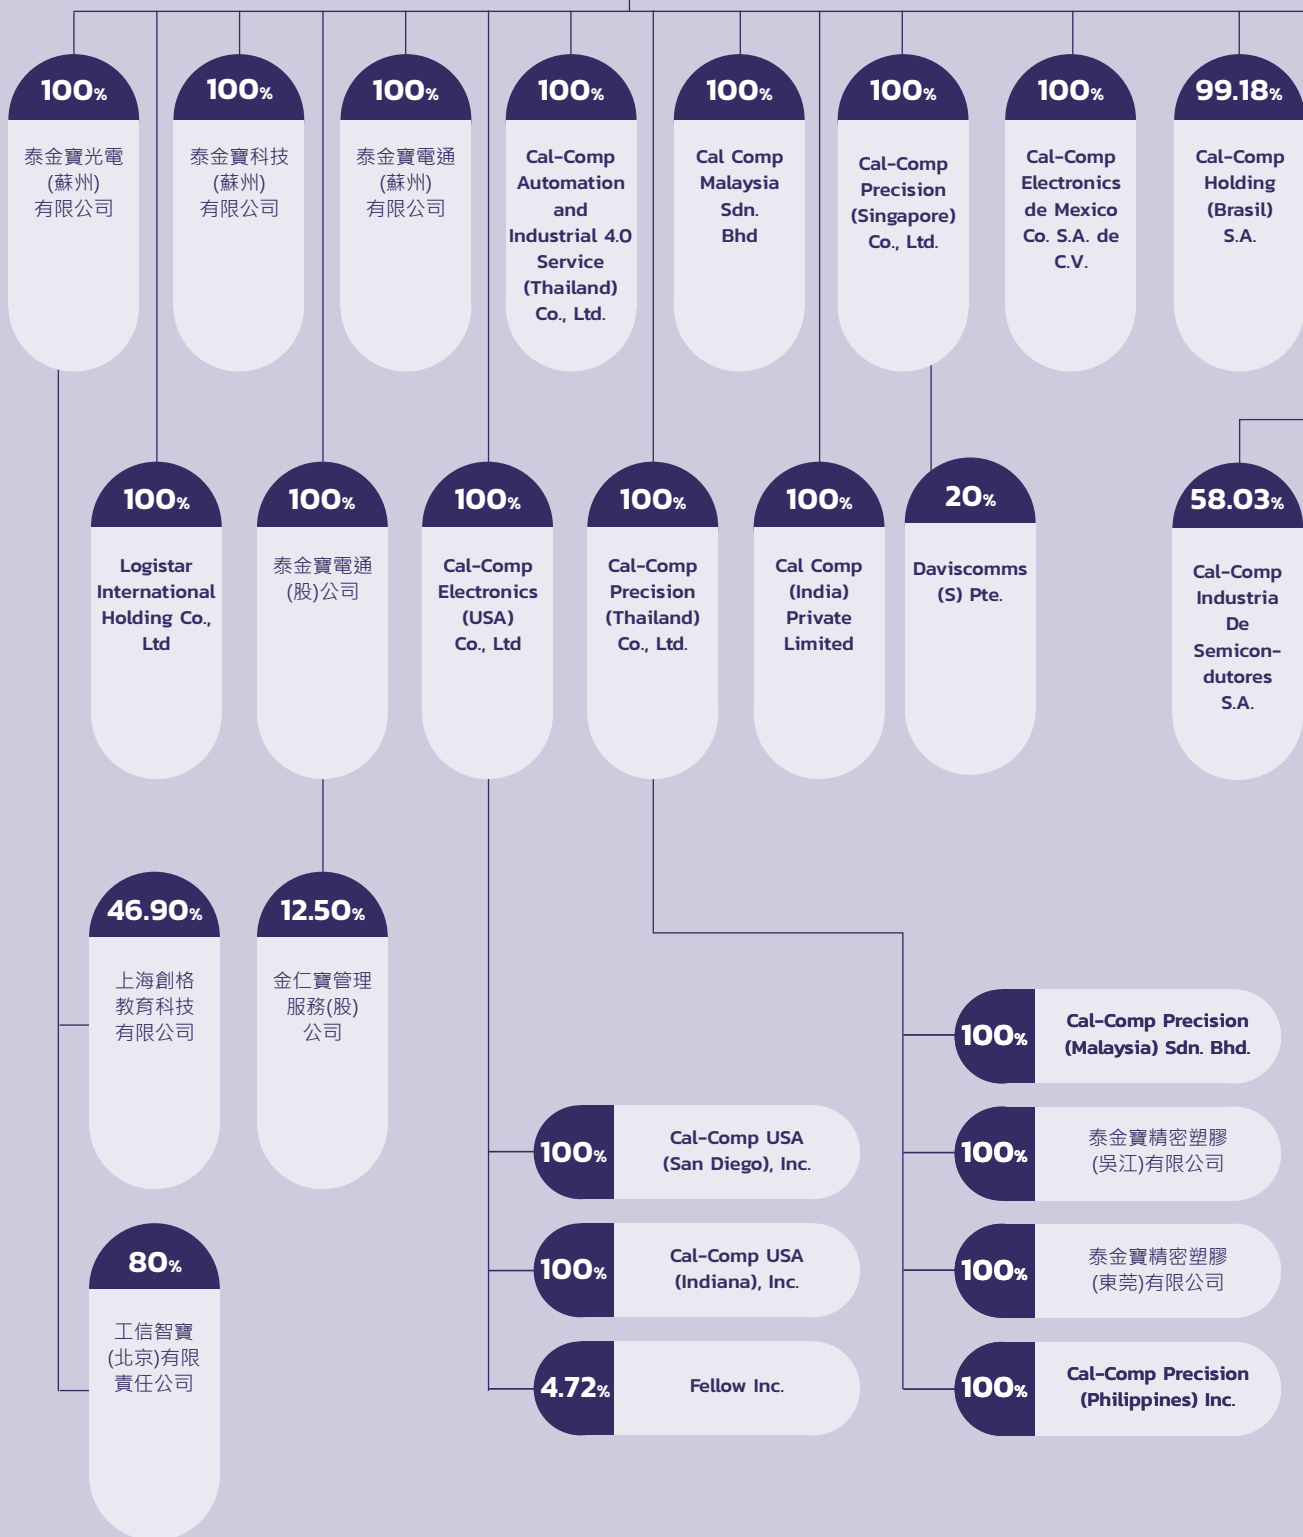 100%
泰金寶光電
(蘇州)
有限公司
100%
泰金寶科技
(蘇州)
有限公司
100%
泰金寶電通
(蘇州)
有限公司
100%
Cal-Comp
Automation
and
Industrial 4.0
Service
(Thailand)
Co., Ltd.
100%
Cal Comp
Malaysia
Sdn.
Bhd
100%
Cal-Comp
Precision
(Singapore)
Co., Ltd.
100%
Cal-Comp
Electronics
de Mexico
Co. S.A. de
C.V.
99.18%
Cal-Comp
Holding
(Brasil)
S.A.
100%
Logistar
International
Holding Co.,
Ltd
100%
泰金寶電通
(股)公司
100%
Cal-Comp
Electronics
(USA)
Co., Ltd
100%
Cal-Comp
Precision
(Thailand)
Co., Ltd.
100%
Cal Comp
(India)
Private
Limited
20%
Daviscomms
(S) Pte.
58.03%
Cal-Comp
Industria
De
Semicon-
dutores
S.A.
46.90%
上海創格
教育科技
有限公司
12.50%
金仁寶管理
服務(股)
公司
80%
工信智寶
(北京)有限
責任公司
100%
Cal-Comp USA
(San Diego), Inc.
100%
Cal-Comp USA
(Indiana), Inc.
4.72%
Fellow Inc.
100%
Cal-Comp Precision
(Malaysia) Sdn. Bhd.
100%
泰金寶精密塑膠
(吳江)有限公司
100%
泰金寶精密塑膠
(東莞)有限公司
100%
Cal-Comp Precision
(Philippines) Inc.